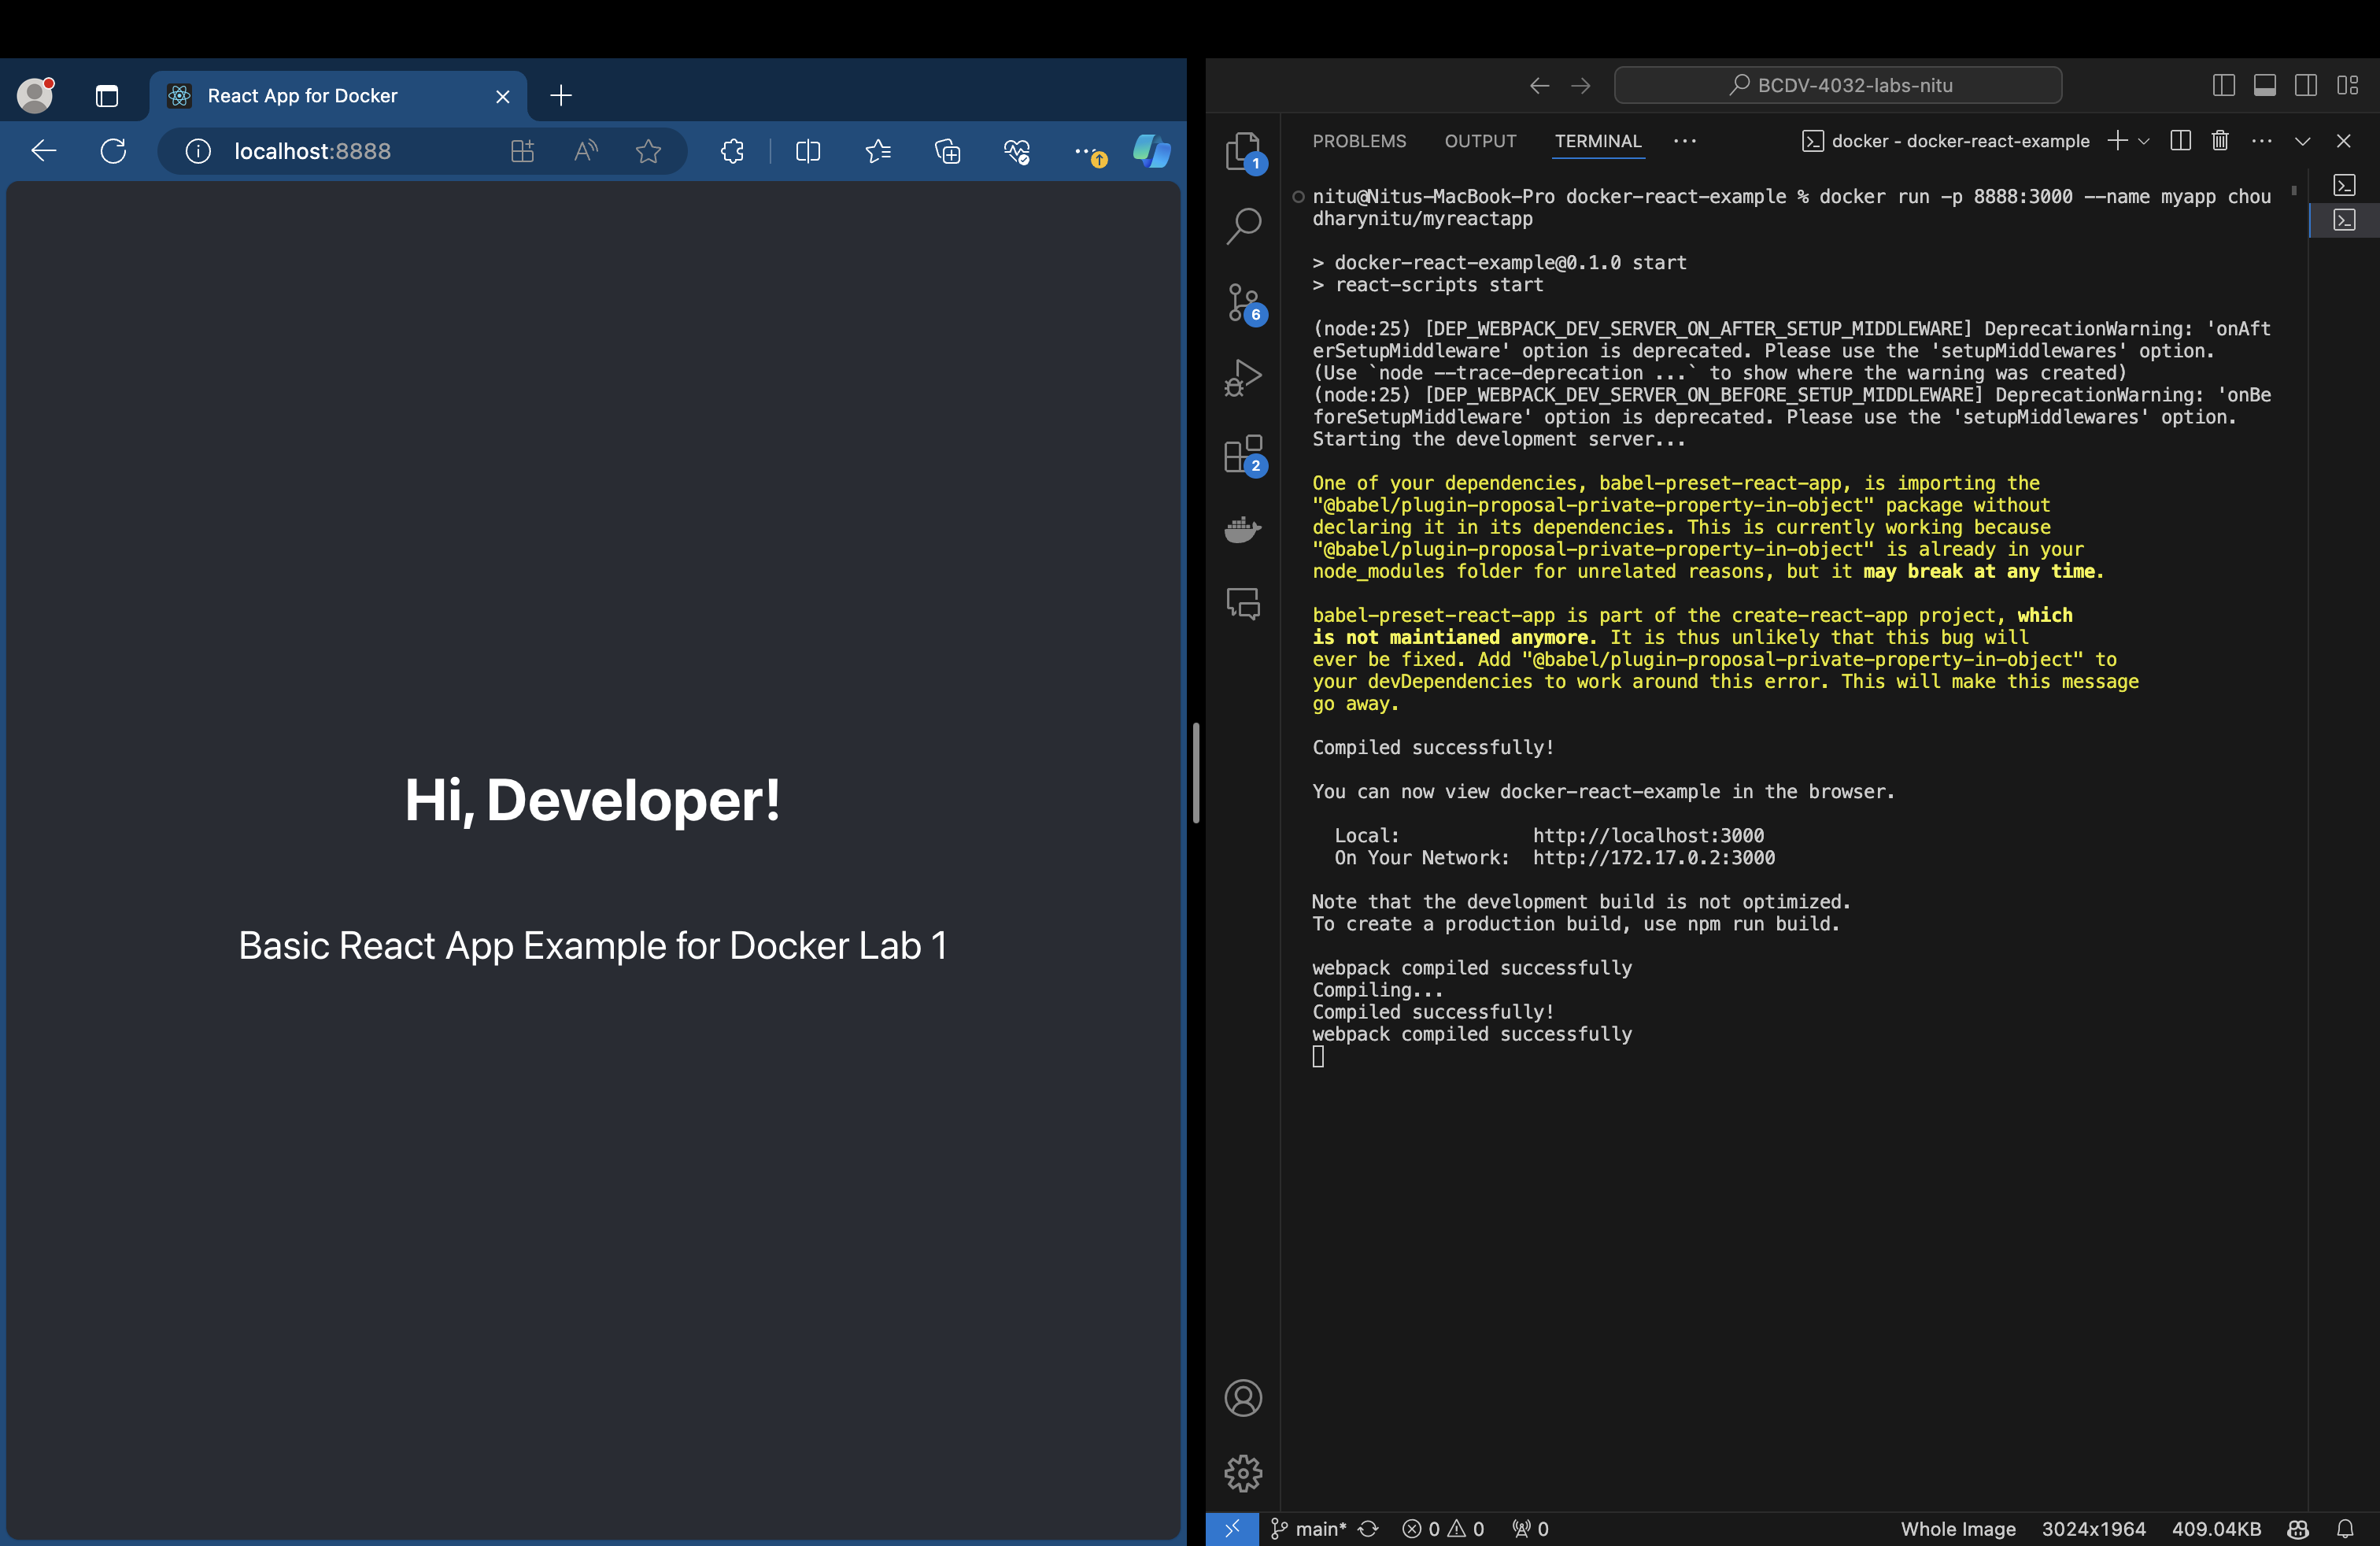 React App for Docker
localhost:8888
Hi, Developer!
Basic React App Example for Docker Lab 1
BCDV-4032-labs-nitu
PROBLEMS OUTPUT TERMINAL ··· docker - docker-react-example
1
6
2
nitu@Nitus-MacBook-Pro docker-react-example % docker run -p 8888:3000 --name myapp chou
dharynitu/myreactapp
> docker-react-example@0.1.0 start
> react-scripts start
(node:25) [DEP_WEBPACK_DEV_SERVER_ON_AFTER_SETUP_MIDDLEWARE] DeprecationWarning: 'onAft
erSetupMiddleware' option is deprecated. Please use the 'setupMiddlewares' option.
(Use `node --trace-deprecation ...` to show where the warning was created)
(node:25) [DEP_WEBPACK_DEV_SERVER_ON_BEFORE_SETUP_MIDDLEWARE] DeprecationWarning: 'onBe
foreSetupMiddleware' option is deprecated. Please use the 'setupMiddlewares' option.
Starting the development server...
One of your dependencies, babel-preset-react-app, is importing the
"@babel/plugin-proposal-private-property-in-object" package without
declaring it in its dependencies. This is currently working because
"@babel/plugin-proposal-private-property-in-object" is already in your
node_modules folder for unrelated reasons, but it may break at any time.
babel-preset-react-app is part of the create-react-app project, which
is not maintianed anymore. It is thus unlikely that this bug will
ever be fixed. Add "@babel/plugin-proposal-private-property-in-object" to
your devDependencies to work around this error. This will make this message
go away.
Compiled successfully!
You can now view docker-react-example in the browser.
Local: http://localhost:3000
On Your Network: http://172.17.0.2:3000
Note that the development build is not optimized.
To create a production build, use npm run build.
webpack compiled successfully
Compiling...
Compiled successfully!
webpack compiled successfully
main* 0 0 0 Whole Image 3024x1964 409.04KB